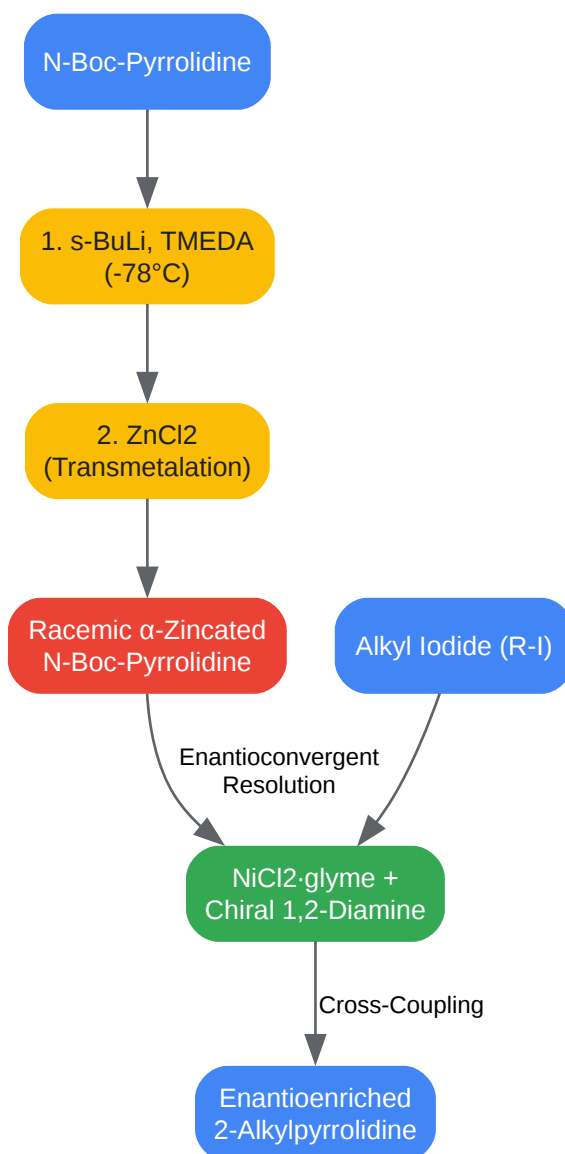 N-Boc-Pyrrolidine
1. s-BuLi, TMEDA
(-78°C)
2. ZnCl2
(Transmetalation)
Racemic α-Zincated
N-Boc-Pyrrolidine
Alkyl Iodide (R-I)
Enantioconvergent
Resolution
NiCl2·glyme +
Chiral 1,2-Diamine
Cross-Coupling
Enantioenriched
2-Alkylpyrrolidine